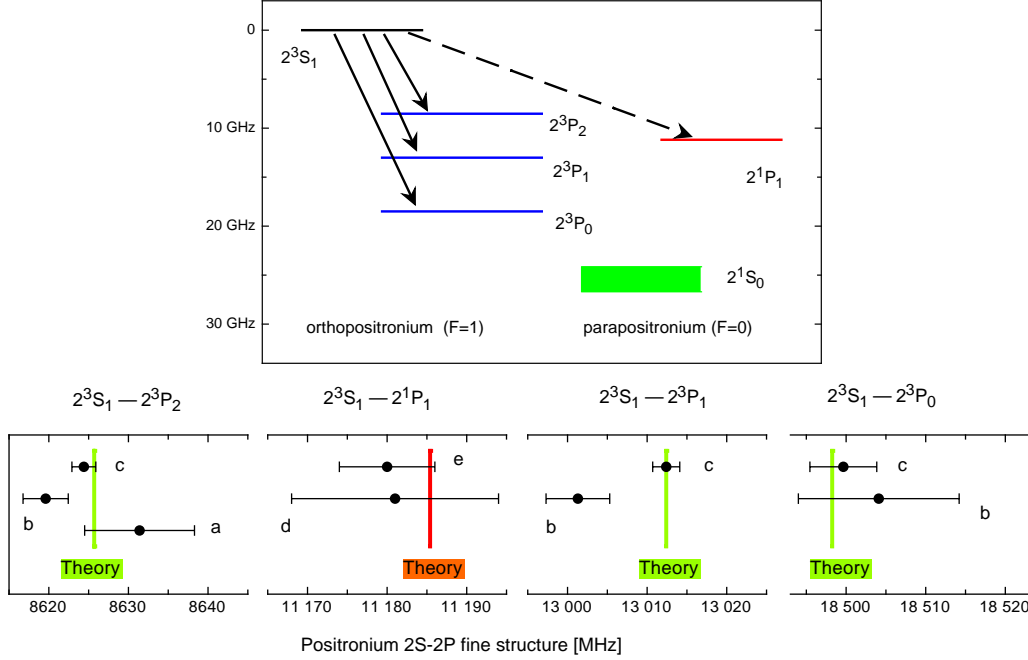 0
2³S₁
10 GHz
2³P₂
2³P₁
2¹P₁
2³P₀
20 GHz
2¹S₀
30 GHz
orthopositronium (F=1)
parapositronium (F=0)
2³S₁ — 2³P₂
2³S₁ — 2¹P₁
2³S₁ — 2³P₁
2³S₁ — 2³P₀
c
b
a
Theory
8620
8630
8640
e
d
Theory
11 170
11 180
11 190
c
b
Theory
13 000
13 010
13 020
c
b
Theory
18 500
18 510
18 520
Positronium 2S-2P fine structure [MHz]